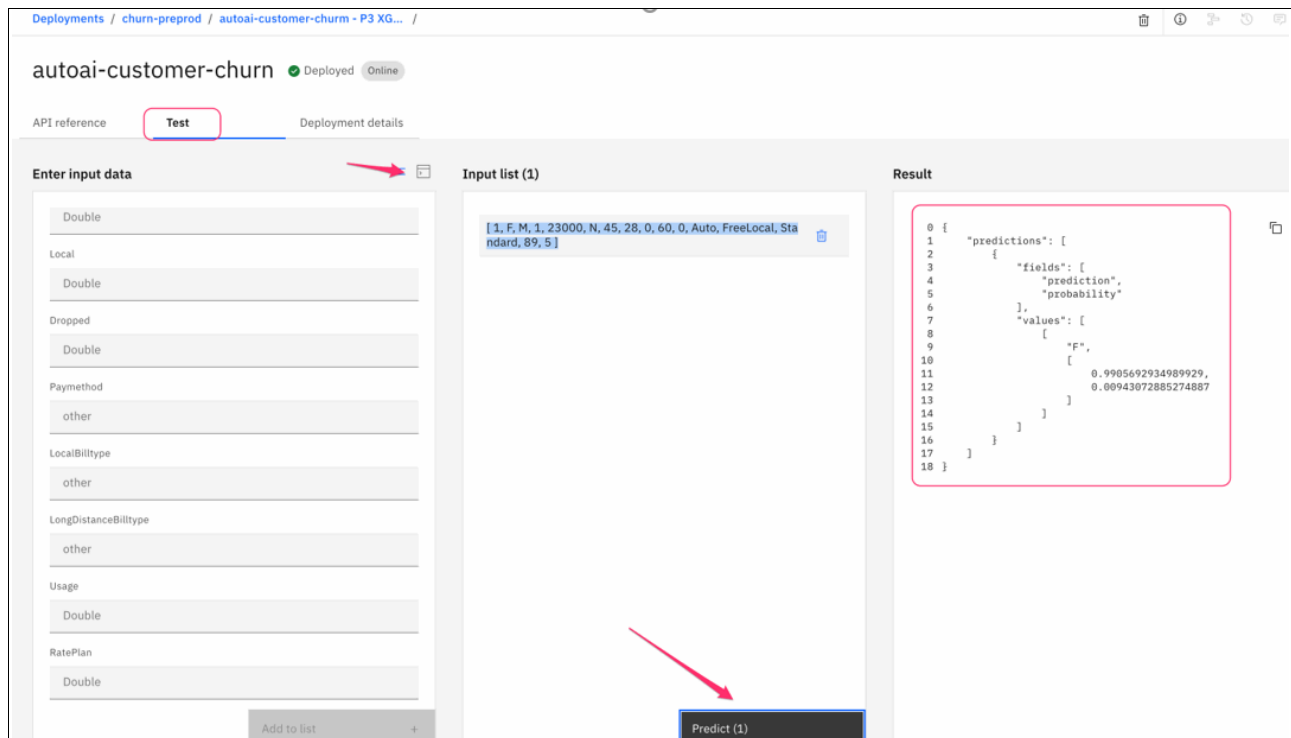 Deployments / churn-preprod / autoai-customer-churm - P3 XG... /
autoai-customer-churn Deployed Online
API reference Test Deployment details
Enter input data
Double
Local
Double
Dropped
Double
Paymethod
other
LocalBilltype
other
LongDistanceBilltype
other
Usage
Double
RatePlan
Double
Add to list +
Input list (1)
[ 1, F, M, 1, 23000, N, 45, 28, 0, 60, 0, Auto, FreeLocal, Sta
ndard, 89, 5 ]
Predict (1)
Result
0 {
1 "predictions": [
2 {
3 "fields": [
4 "prediction",
5 "probability"
6 ],
7 "values": [
8 [
9 "F",
10 [
11 0.9905692934989929,
12 0.00943072885274887
13 ]
14 ]
15 ]
16 }
17 ]
18 }